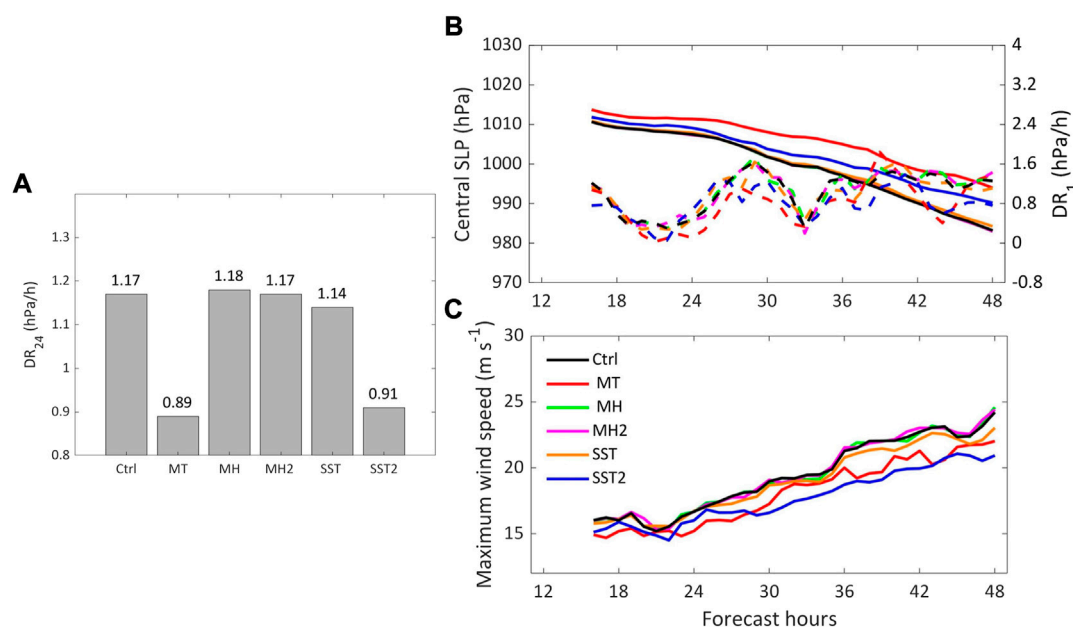 A
DR24 (hPa/h)
1.3
1.2
1.1
1
0.9
0.8
1.17
0.89
1.18
1.17
1.14
0.91
Ctrl MT MH MH2 SST SST2
B
Central SLP (hPa)
1030
1020
1010
1000
990
980
970
4
3.2
2.4
1.6
0.8
0
-0.8
DR1 (hPa/h)
12 18 24 30 36 42 48
C
Maximum wind speed (m s-1)
30
25
20
15
Ctrl
MT
MH
MH2
SST
SST2
12 18 24 30 36 42 48
Forecast hours